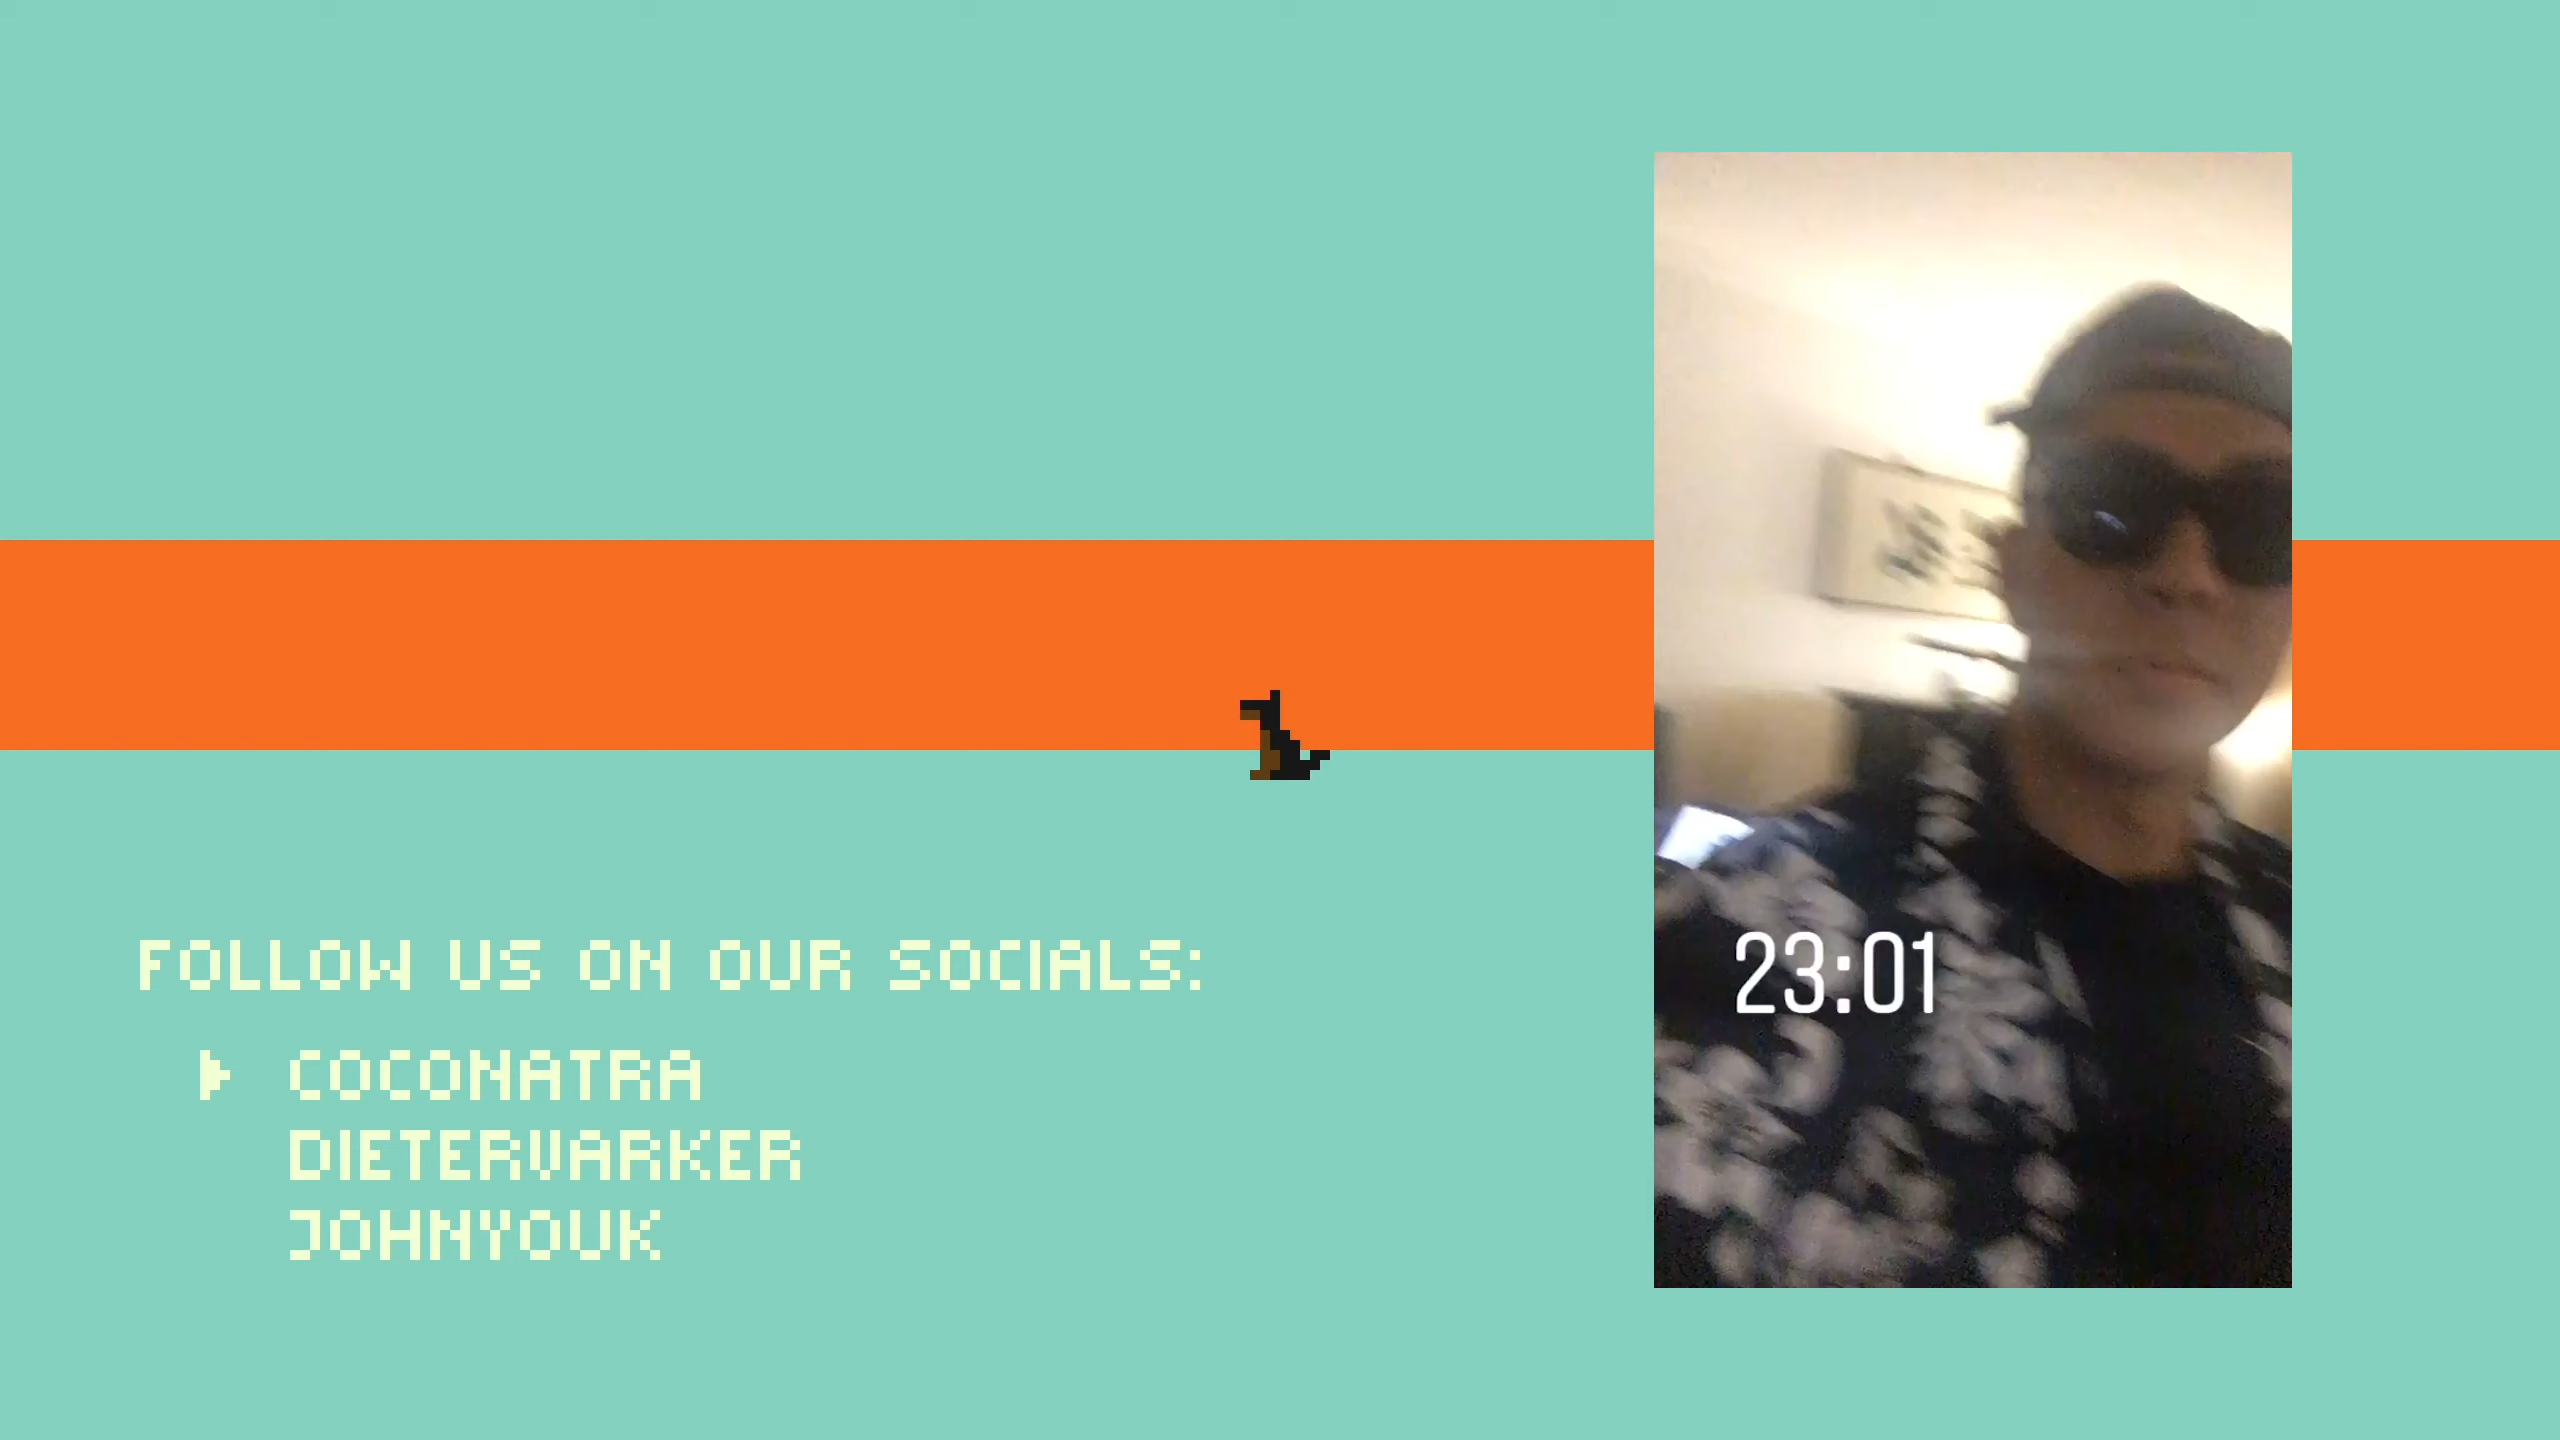 FOLLOW US ON OUR SOCIALS:
COCONATRA
DIETERVARKER
JOHNYOUK
23:01